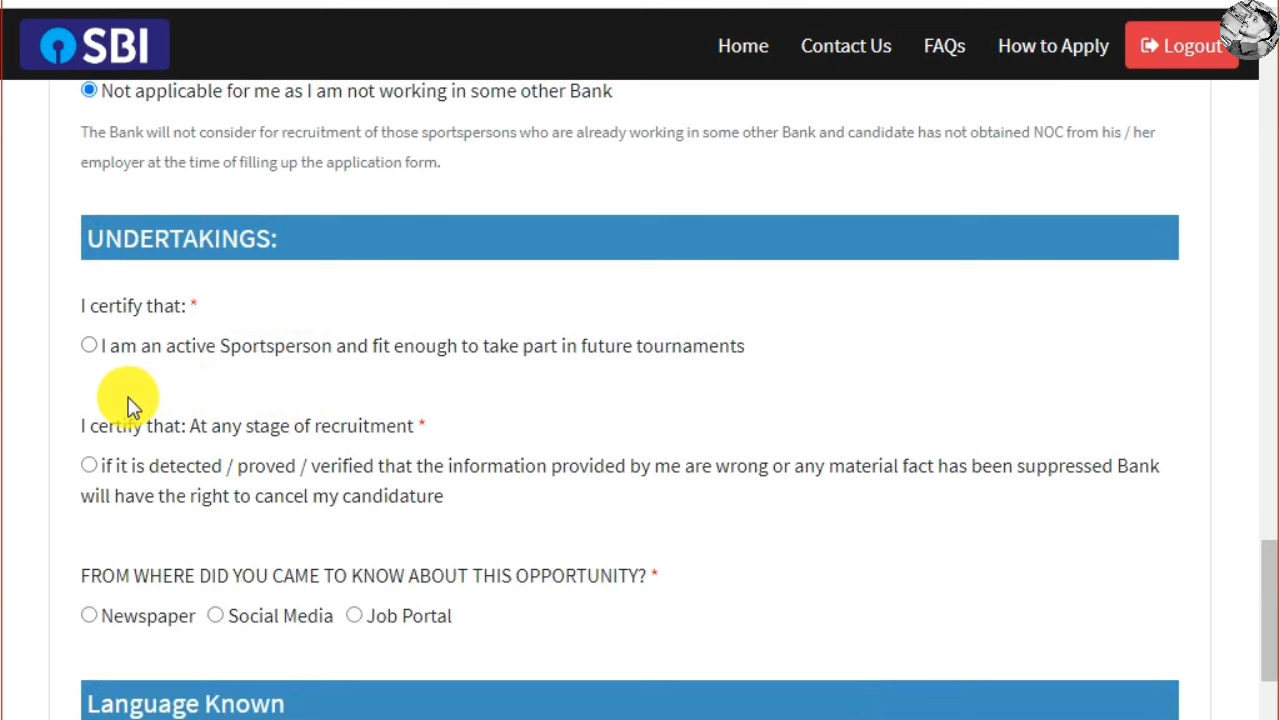 SBI
Home
Contact Us
FAQs
How to Apply
Logout
Not applicable for me as I am not working in some other Bank
The Bank will not consider for recruitment of those sportspersons who are already working in some other Bank and candidate has not obtained NOC from his / her
employer at the time of filling up the application form.
UNDERTAKINGS:
I certify that: *
I am an active Sportsperson and fit enough to take part in future tournaments
I certify that: At any stage of recruitment *
if it is detected / proved / verified that the information provided by me are wrong or any material fact has been suppressed Bank
will have the right to cancel my candidature
FROM WHERE DID YOU CAME TO KNOW ABOUT THIS OPPORTUNITY? *
Newspaper Social Media Job Portal
Language Known